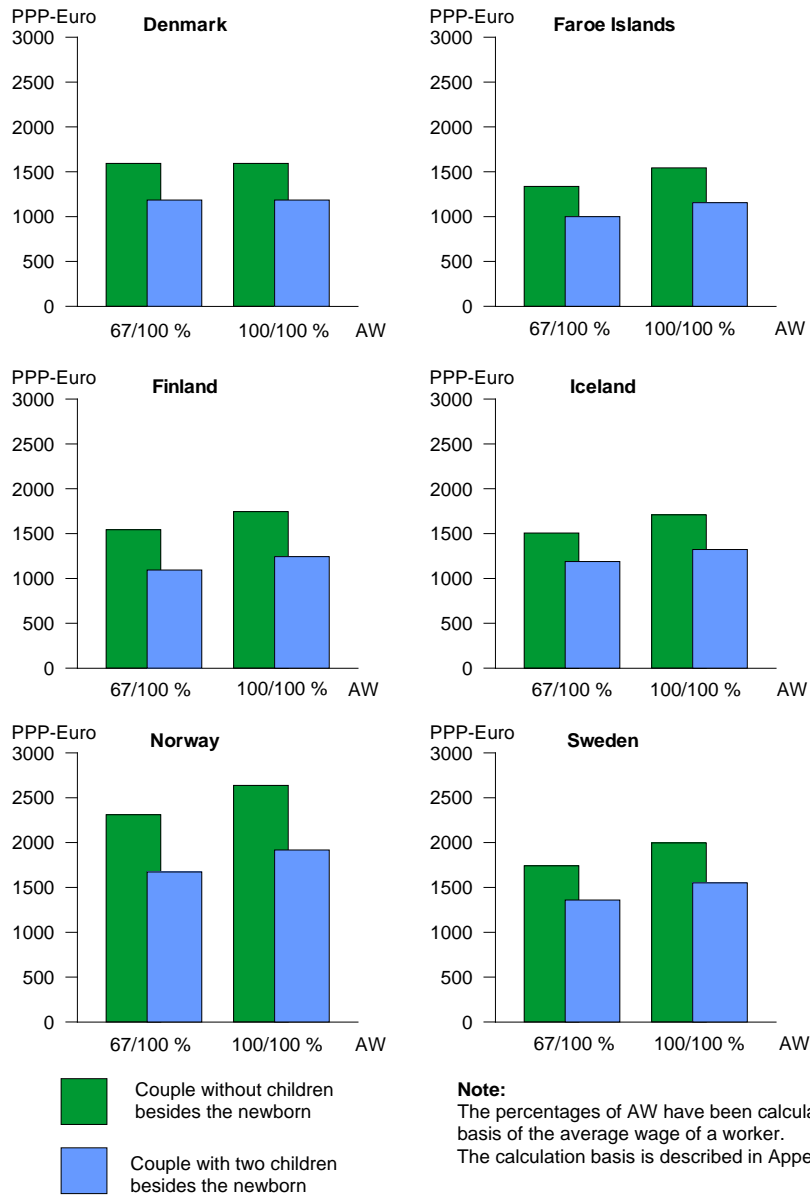 PPP-Euro
Denmark
3000
2500
2000
1500
1000
500
0
67/100 % 100/100 % AW
PPP-Euro
Faroe Islands
3000
2500
2000
1500
1000
500
0
67/100 % 100/100 % AW
PPP-Euro
Finland
3000
2500
2000
1500
1000
500
0
67/100 % 100/100 % AW
PPP-Euro
Iceland
3000
2500
2000
1500
1000
500
0
67/100 % 100/100 % AW
PPP-Euro
Norway
3000
2500
2000
1500
1000
500
0
67/100 % 100/100 % AW
PPP-Euro
Sweden
3000
2500
2000
1500
1000
500
0
67/100 % 100/100 % AW
Couple without children
besides the newborn
Couple with two children
besides the newborn
Note:
The percentages of AW have been calcula
basis of the average wage of a worker.
The calculation basis is described in Appe